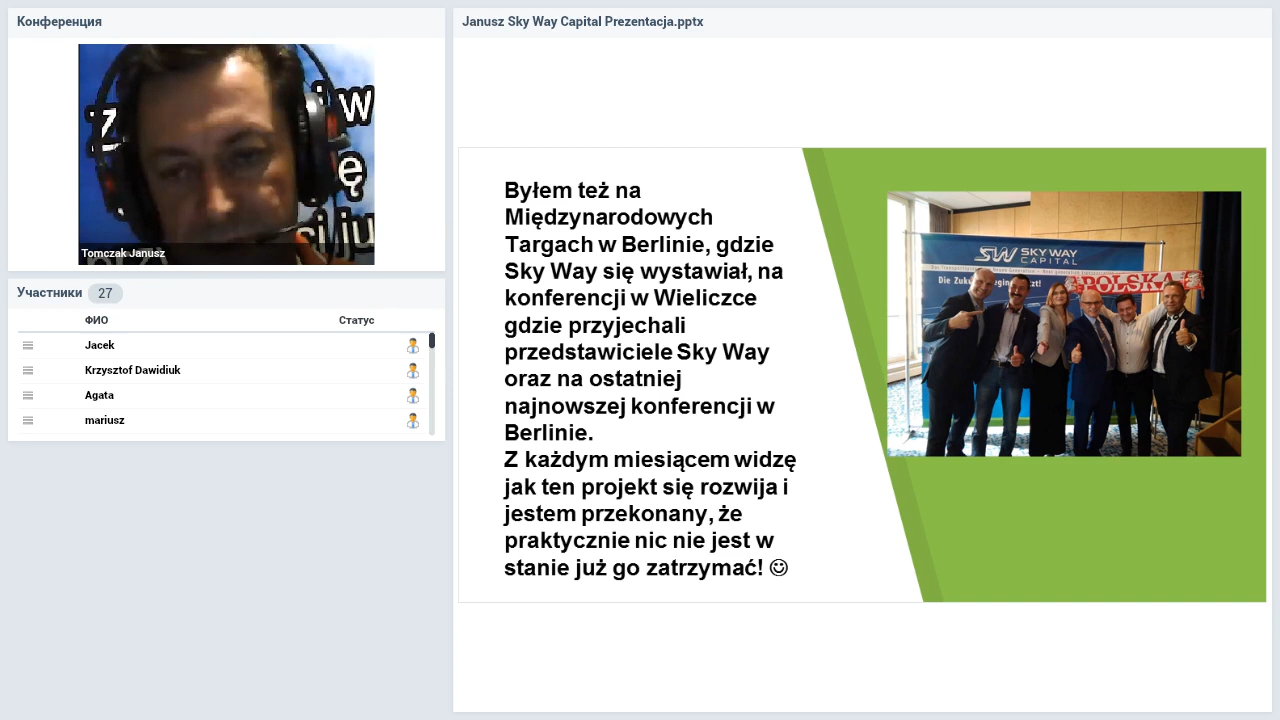 Конференция
z
i w
ę
ci ju
Tomczak Janusz
Участники 27
ФИО Статус
Jacek
Krzysztof Dawidiuk
Agata
mariusz
Janusz Sky Way Capital Prezentacja.pptx
Byłem też na
Międzynarodowych
Targach w Berlinie, gdzie
Sky Way się wystawiał, na
konferencji w Wieliczce
gdzie przyjechali
przedstawiciele Sky Way
oraz na ostatniej
najnowszej konferencji w
Berlinie.
Z każdym miesiącem widzę
jak ten projekt się rozwija i
jestem przekonany, że
praktycznie nic nie jest w
stanie już go zatrzymać! ☺
SW SKY WAY
CAPITAL
POLSKA